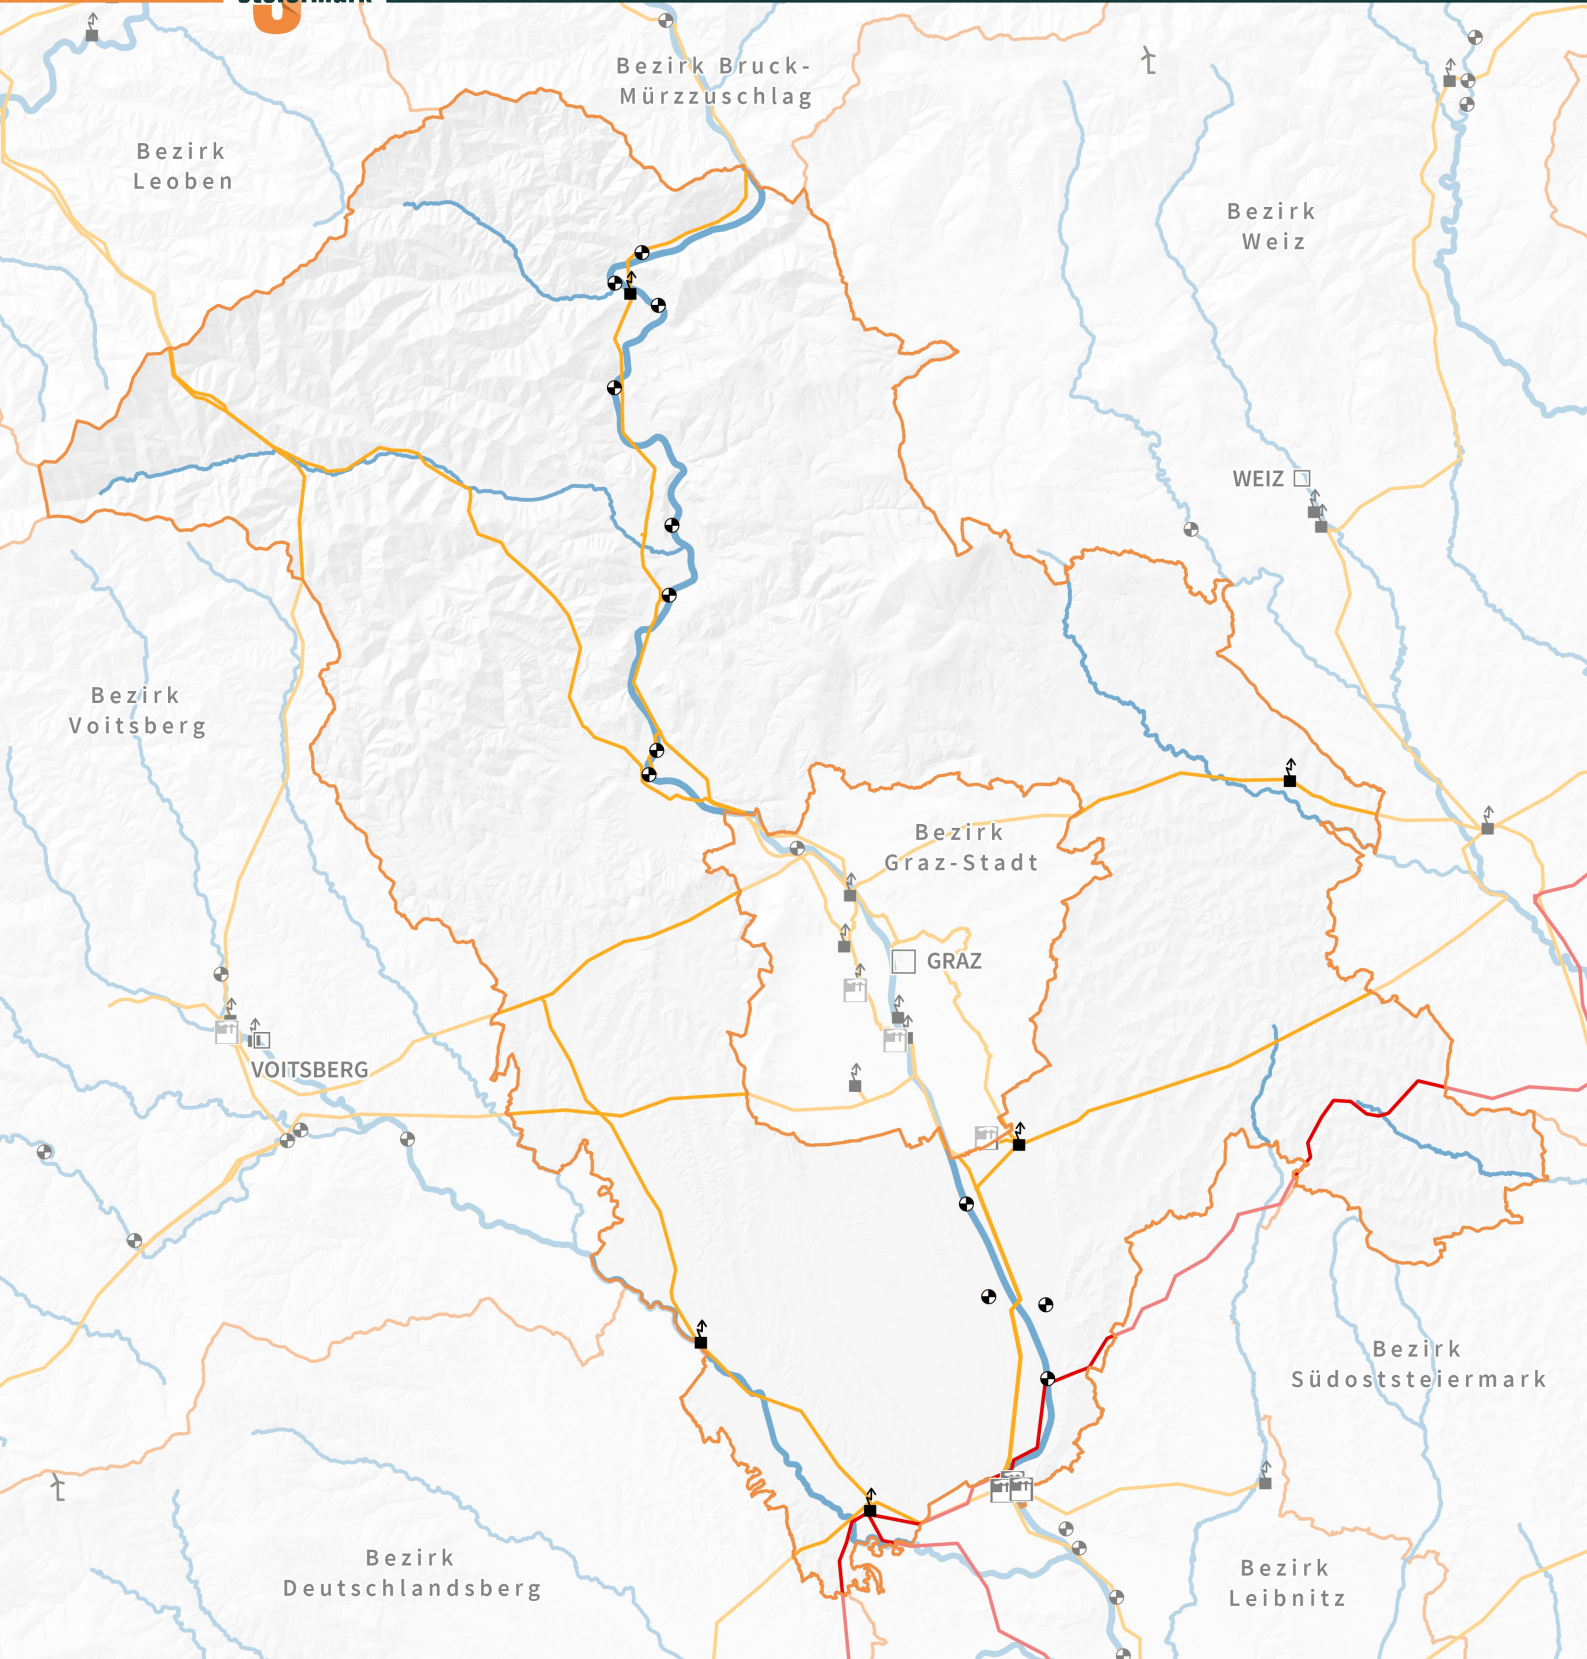 Bezirk Bruck-
Mürzzuschlag
Bezirk
Leoben
Bezirk
Weiz
WEIZ
Bezirk
Voitsberg
Bezirk
Graz-Stadt
GRAZ
VOITSBERG
Bezirk
Südoststeiermark
Bezirk
Deutschlandsberg
Bezirk
Leibnitz